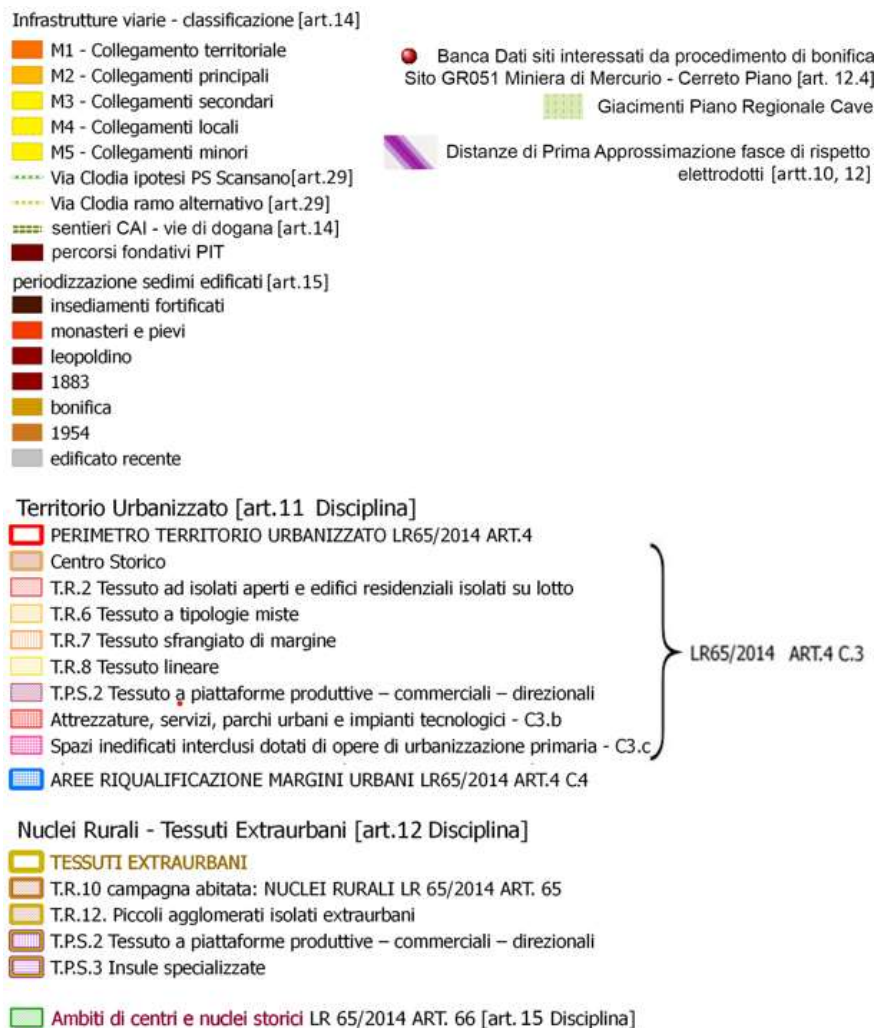 Infrastrutture viarie - classificazione [art.14]
M1 - Collegamento territoriale
M2 - Collegamenti principali
M3 - Collegamenti secondari
M4 - Collegamenti locali
M5 - Collegamenti minori
Via Clodia ipotesi PS Scansano[art.29]
Via Clodia ramo alternativo [art.29]
sentieri CAI - vie di dogana [art.14]
percorsi fondativi PIT
periodizzazione sedimi edificati [art.15]
insediamenti fortificati
monasteri e pievi
leopoldino
1883
bonifica
1954
edificato recente
Banca Dati siti interessati da procedimento di bonifica
Sito GR051 Miniera di Mercurio - Cerreto Piano [art. 12.4]
Giacimenti Piano Regionale Cave
Distanze di Prima Approssimazione fasce di rispetto
elettrodotti [artt.10, 12]
Territorio Urbanizzato [art.11 Disciplina]
PERIMETRO TERRITORIO URBANIZZATO LR65/2014 ART.4
Centro Storico
T.R.2 Tessuto ad isolati aperti e edifici residenziali isolati su lotto
T.R.6 Tessuto a tipologie miste
T.R.7 Tessuto sfrangiato di margine
T.R.8 Tessuto lineare
T.P.S.2 Tessuto a piattaforme produttive – commerciali – direzionali
Attrezzature, servizi, parchi urbani e impianti tecnologici - C3.b
Spazi inedificati interclusi dotati di opere di urbanizzazione primaria - C3.c
LR65/2014 ART.4 C.3
AREE RIQUALIFICAZIONE MARGINI URBANI LR65/2014 ART.4 C.4
Nuclei Rurali - Tessuti Extraurbani [art.12 Disciplina]
TESSUTI EXTRAURBANI
T.R.10 campagna abitata: NUCLEI RURALI LR 65/2014 ART. 65
T.R.12. Piccoli agglomerati isolati extraurbani
T.P.S.2 Tessuto a piattaforme produttive – commerciali – direzionali
T.P.S.3 Insule specializzate
Ambiti di centri e nuclei storici LR 65/2014 ART. 66 [art. 15 Disciplina]